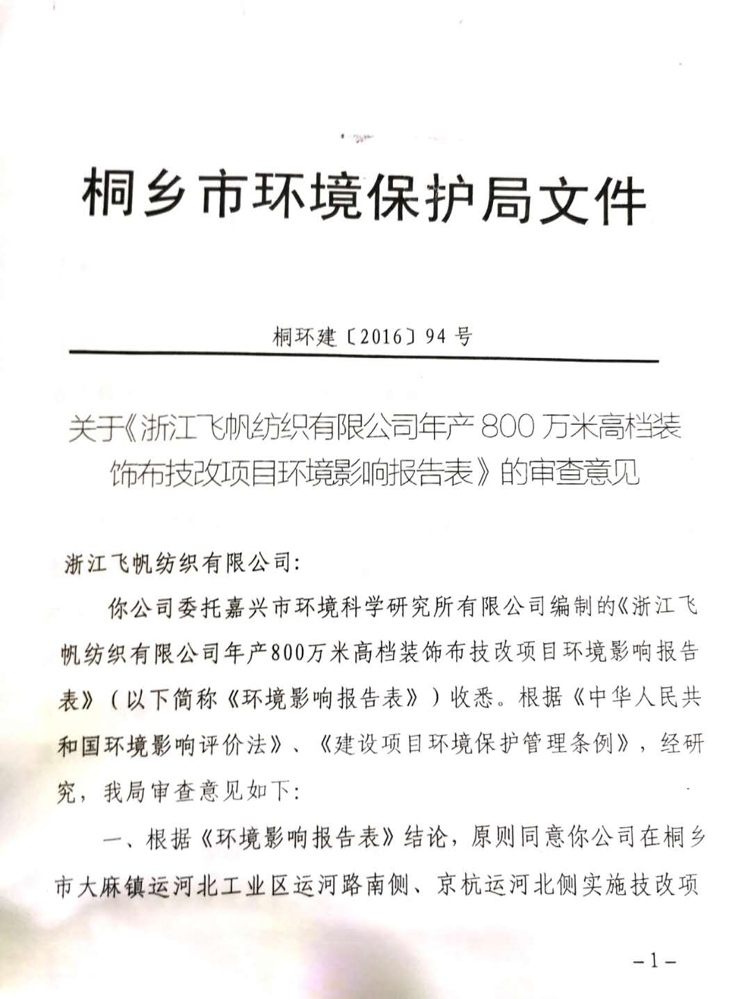 桐乡市环境保护局文件
桐环建〔2016〕94 号
关于《浙江飞帆纺织有限公司年产 800 万米高档装
饰布技改项目环境影响报告表》的审查意见
浙江飞帆纺织有限公司:
你公司委托嘉兴市环境科学研究所有限公司编制的《浙江飞
帆纺织有限公司年产800万米高档装饰布技改项目环境影响报告
表》（以下简称《环境影响报告表》）收悉。根据《中华人民共
和国环境影响评价法》、《建设项目环境保护管理条例》，经研
究，我局审查意见如下:
一、根据《环境影响报告表》结论，原则同意你公司在桐乡
市大麻镇运河北工业区运河路南侧、京杭运河北侧实施技改项
－1－